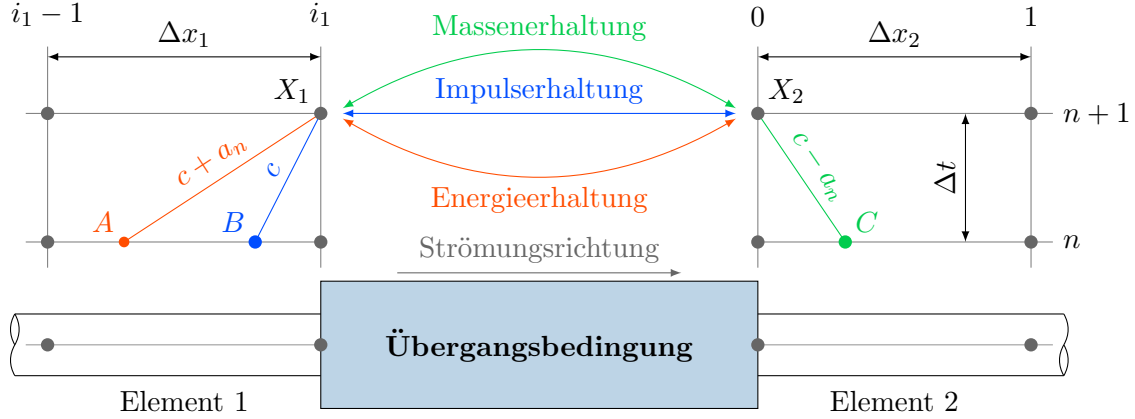 i₁ − 1
i₁
0
1
Δx₁
Massenerhaltung
Δx₂
X₁
Impulserhaltung
X₂
n + 1
c + aₙ
c
c − aₙ
Δt
Energieerhaltung
A
B
C
Strömungsrichtung
n
Übergangsbedingung
Element 1
Element 2